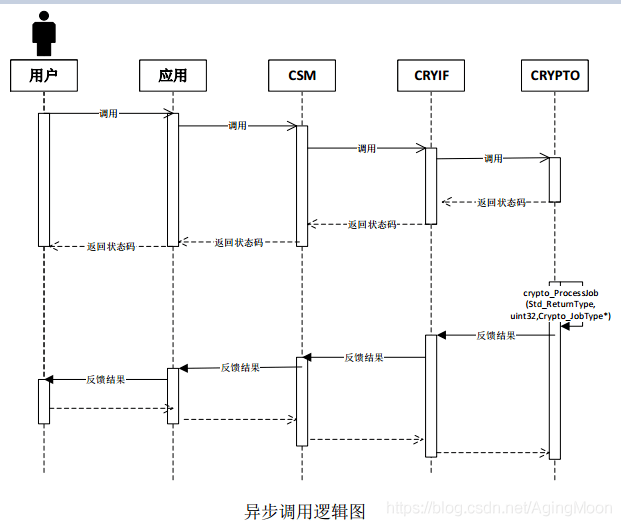 用户
应用
CSM
CRYIF
CRYPTO
调用
调用
调用
调用
返回状态码
返回状态码
返回状态码
返回状态码
crypto_ProcessJob
(Std_ReturnType,
uint32,Crypto_JobType*)
反馈结果
反馈结果
反馈结果
反馈结果
异步调用逻辑图
https://blog.csdn.net/AgingMoon